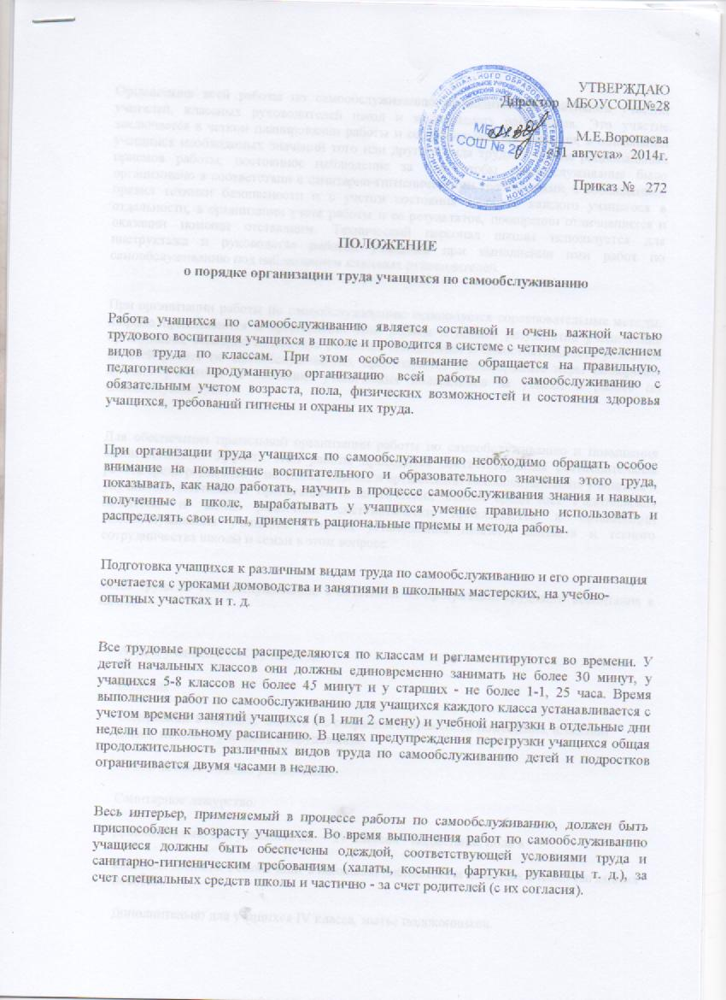 УТВЕРЖДАЮ
Директор МБОУСОШ№28
М.Е.Воропаева
«31 августа» 2014г.
Приказ № 272
СОШ № 28
ПОЛОЖЕНИЕ
о порядке организации труда учащихся по самообслуживанию
Работа учащихся по самообслуживанию является составной и очень важной частью
трудового воспитания учащихся в школе и проводится в системе с четким распределением
видов труда по классам. При этом особое внимание обращается на правильную,
педагогически продуманную организацию всей работы по самообслуживанию с
обязательным учетом возраста, пола, физических возможностей и состояния здоровья
учащихся, требований гигиены и охраны их труда.
При организации труда учащихся по самообслуживанию необходимо обращать особое
внимание на повышение воспитательного и образовательного значения этого груда,
показывать, как надо работать, научить в процессе самообслуживания знания и навыки,
полученные в школе, вырабатывать у учащихся умение правильно использовать и
распределять свои силы, применять рациональные приемы и метода работы.
Подготовка учащихся к различным видам труда по самообслуживанию и его организация
сочетается с уроками домоводства и занятиями в школьных мастерских, на учебно-
опытных участках и т. д.
Все трудовые процессы распределяются по классам и регламентируются во времени. У
детей начальных классов они должны единовременно занимать не более 30 минут, у
учащихся 5-8 классов не более 45 минут и у старших - не более 1-1, 25 часа. Время
выполнения работ по самообслуживанию для учащихся каждого класса устанавливается с
учетом времени занятий учащихся (в 1 или 2 смену) и учебной нагрузки в отдельные дни
недели по школьному расписанию. В целях предупреждения перегрузки учащихся общая
продолжительность различных видов труда по самообслуживанию детей и подростков
ограничивается двумя часами в неделю.
Весь интерьер, применяемый в процессе работы по самообслуживанию, должен быть
приспособлен к возрасту учащихся. Во время выполнения работ по самообслуживанию
учащиеся должны быть обеспечены одеждой, соответствующей условиями труда и
санитарно-гигиеническим требованиям (халаты, косынки, фартуки, рукавицы т. д.), за
счет специальных средств школы и частично - за счет родителей (с их согласия).